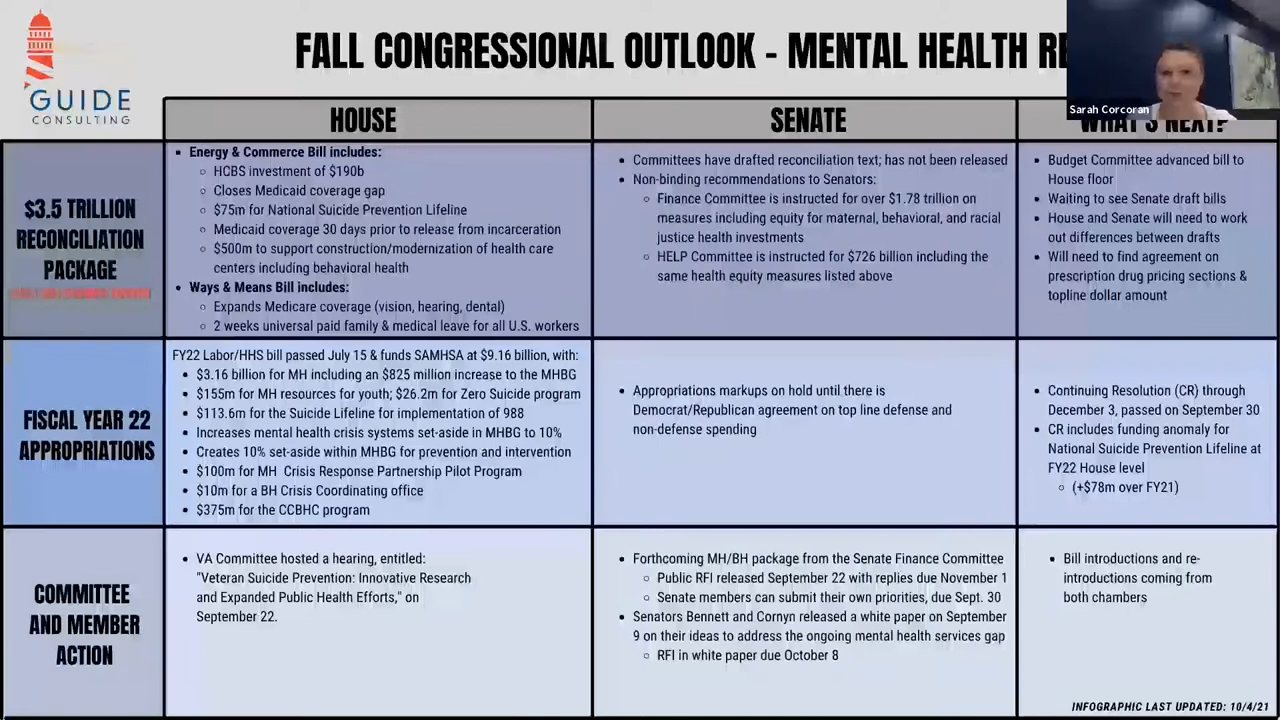 FALL CONGRESSIONAL OUTLOOK - MENTAL HEALTH
GUIDE
CONSULTING
Sarah Corcoran
HOUSE
SENATE
WHAT'S NEXT?
$3.5 TRILLION
RECONCILIATION
PACKAGE
Energy & Commerce Bill includes:
HCBS investment of $190b
Closes Medicaid coverage gap
$75m for National Suicide Prevention Lifeline
Medicaid coverage 30 days prior to release from incarceration
$500m to support construction/modernization of health care
centers including behavioral health
Ways & Means Bill includes:
Expands Medicare coverage (vision, hearing, dental)
2 weeks universal paid family & medical leave for all U.S. workers
Committees have drafted reconciliation text; has not been released
Non-binding recommendations to Senators:
Finance Committee is instructed for over $1.78 trillion on
measures including equity for maternal, behavioral, and racial
justice health investments
HELP Committee is instructed for $726 billion including the
same health equity measures listed above
Budget Committee advanced bill to
House floor
Waiting to see Senate draft bills
House and Senate will need to work
out differences between drafts
Will need to find agreement on
prescription drug pricing sections &
topline dollar amount
FISCAL YEAR 22
APPROPRIATIONS
FY22 Labor/HHS bill passed July 15 & funds SAMHSA at $9.16 billion, with:
$3.16 billion for MH including an $825 million increase to the MHBG
$155m for MH resources for youth; $26.2m for Zero Suicide program
$113.6m for the Suicide Lifeline for implementation of 988
Increases mental health crisis systems set-aside in MHBG to 10%
Creates 10% set-aside within MHBG for prevention and intervention
$100m for MH Crisis Response Partnership Pilot Program
$10m for a BH Crisis Coordinating office
$375m for the CCBHC program
Appropriations markups on hold until there is
Democrat/Republican agreement on top line defense and
non-defense spending
Continuing Resolution (CR) through
December 3, passed on September 30
CR includes funding anomaly for
National Suicide Prevention Lifeline at
FY22 House level
(+$78m over FY21)
COMMITTEE
AND MEMBER
ACTION
VA Committee hosted a hearing, entitled:
"Veteran Suicide Prevention: Innovative Research
and Expanded Public Health Efforts," on
September 22.
Forthcoming MH/BH package from the Senate Finance Committee
Public RFI released September 22 with replies due November 1
Senate members can submit their own priorities, due Sept. 30
Senators Bennett and Cornyn released a white paper on September
9 on their ideas to address the ongoing mental health services gap
RFI in white paper due October 8
Bill introductions and re-
introductions coming from
both chambers
INFOGRAPHIC LAST UPDATED: 10/4/21